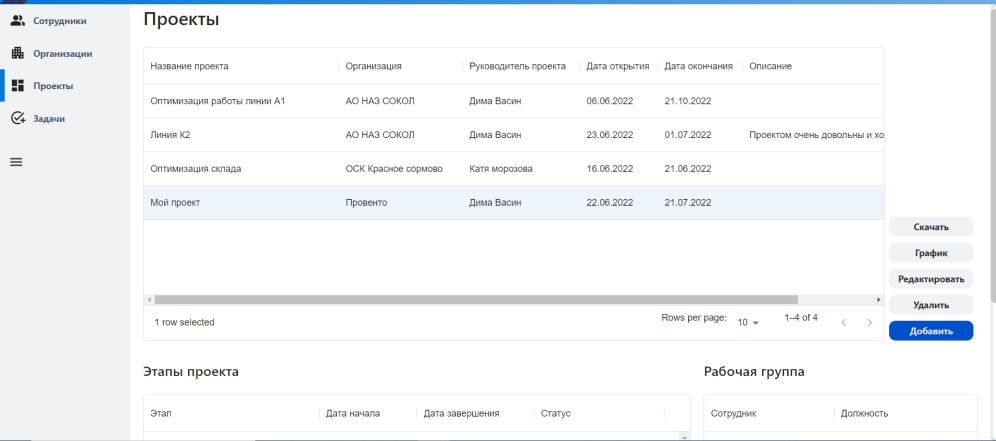 Сотрудники
Организации
Проекты
Задачи
Проекты
Название проекта Организация Руководитель проекта Дата открытия Дата окончания Описание
Оптимизация работы линии А1 АО НАЗ СОКОЛ Дима Васин 06.06.2022 21.10.2022
Линия К2 АО НАЗ СОКОЛ Дима Васин 23.06.2022 01.07.2022 Проектом очень довольны и хо
Оптимизация склада ОСК Красное сормово Катя морозова 16.06.2022 21.06.2022
Мой проект Провенто Дима Васин 22.06.2022 21.07.2022
1 row selected Rows per page: 10 1–4 of 4
Скачать
График
Редактировать
Удалить
Добавить
Этапы проекта
Этап Дата начала Дата завершения Статус
Рабочая группа
Сотрудник Должность